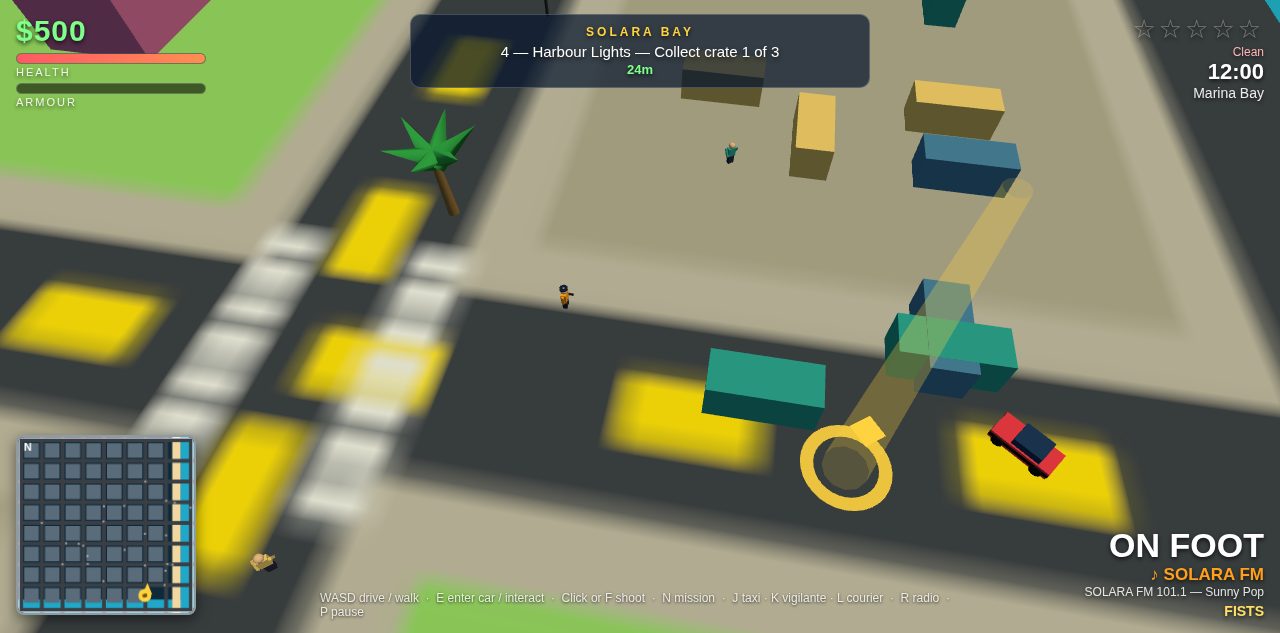 $500
HEALTH
ARMOUR
SOLARA BAY
4 — Harbour Lights — Collect crate 1 of 3
24m
☆☆☆☆☆
Clean
12:00
Marina Bay
N
WASD drive / walk · E enter car / interact · Click or F shoot · N mission · J taxi · K vigilante · L courier · R radio ·
P pause
ON FOOT
♪ SOLARA FM
SOLARA FM 101.1 — Sunny Pop
FISTS